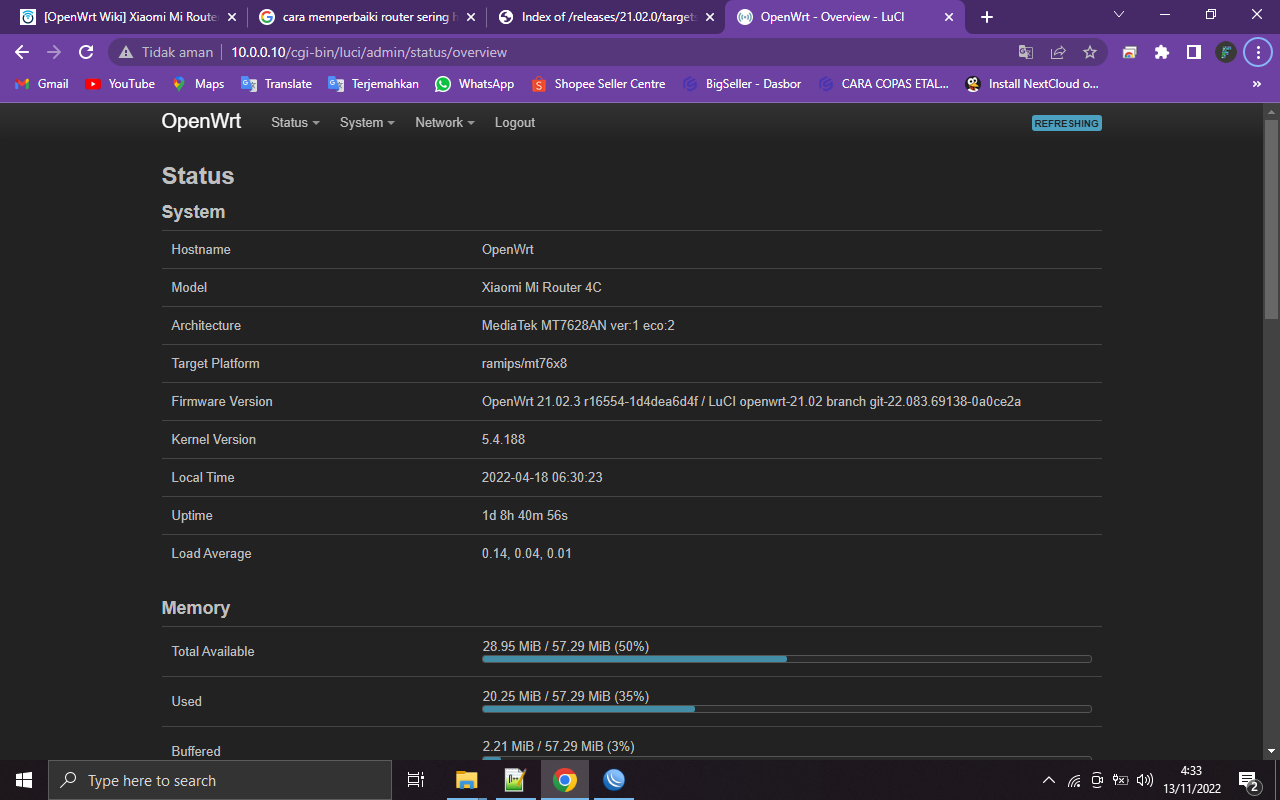 [OpenWrt Wiki] Xiaomi Mi Route
cara memperbaiki router sering h
Index of /releases/21.02.0/targets
OpenWrt - Overview - LuCI
Tidak aman
10.0.0.10/cgi-bin/luci/admin/status/overview
Gmail
YouTube
Maps
Translate
Terjemahkan
WhatsApp
Shopee Seller Centre
BigSeller - Dasbor
CARA COPAS ETAL...
Install NextCloud o...
»
OpenWrt
Status
System
Network
Logout
REFRESHING
Status
System
Hostname OpenWrt
Model Xiaomi Mi Router 4C
Architecture MediaTek MT7628AN ver:1 eco:2
Target Platform ramips/mt76x8
Firmware Version OpenWrt 21.02.3 r16554-1d4dea6d4f / LuCI openwrt-21.02 branch git-22.083.69138-0a0ce2a
Kernel Version 5.4.188
Local Time 2022-04-18 06:30:23
Uptime 1d 8h 40m 56s
Load Average 0.14, 0.04, 0.01
Memory
Total Available 28.95 MiB / 57.29 MiB (50%)
Used 20.25 MiB / 57.29 MiB (35%)
Buffered 2.21 MiB / 57.29 MiB (3%)
Type here to search
4:33
13/11/2022
2